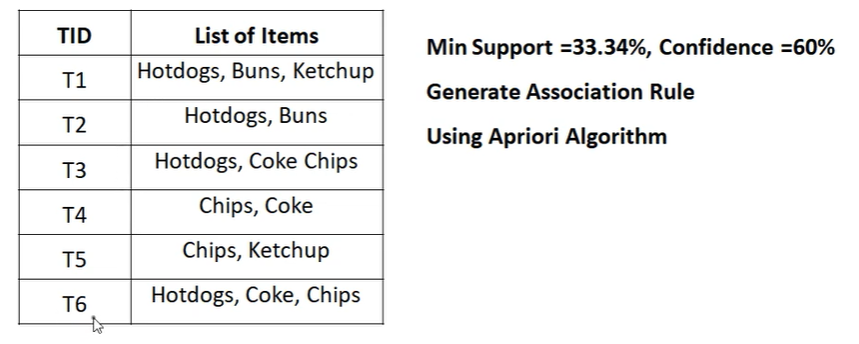 TID List of Items
T1 Hotdogs, Buns, Ketchup
T2 Hotdogs, Buns
T3 Hotdogs, Coke Chips
T4 Chips, Coke
T5 Chips, Ketchup
T6 Hotdogs, Coke, Chips
Min Support =33.34%, Confidence =60%
Generate Association Rule
Using Apriori Algorithm